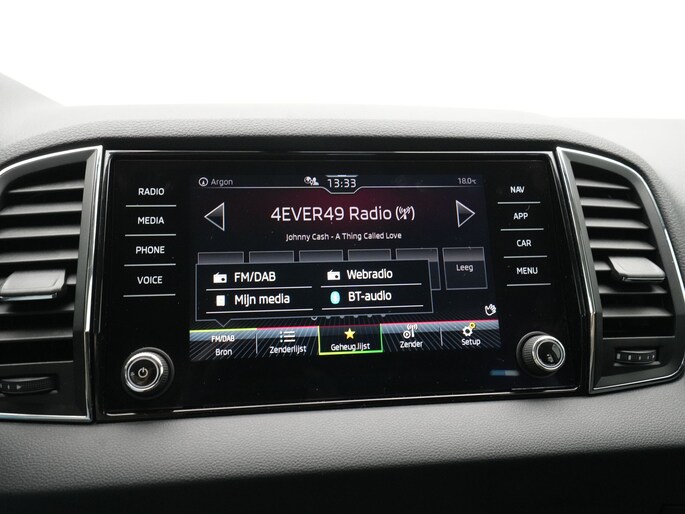 RADIO
MEDIA
PHONE
VOICE
Argon
13:33
18.0°C
4EVER49 Radio
Johnny Cash - A Thing Called Love
Leeg
FM/DAB
Webradio
Mijn media
BT-audio
FM/DAB
Bron
Zenderlijst
Geheug.lijst
Zender
Setup
NAV
APP
CAR
MENU